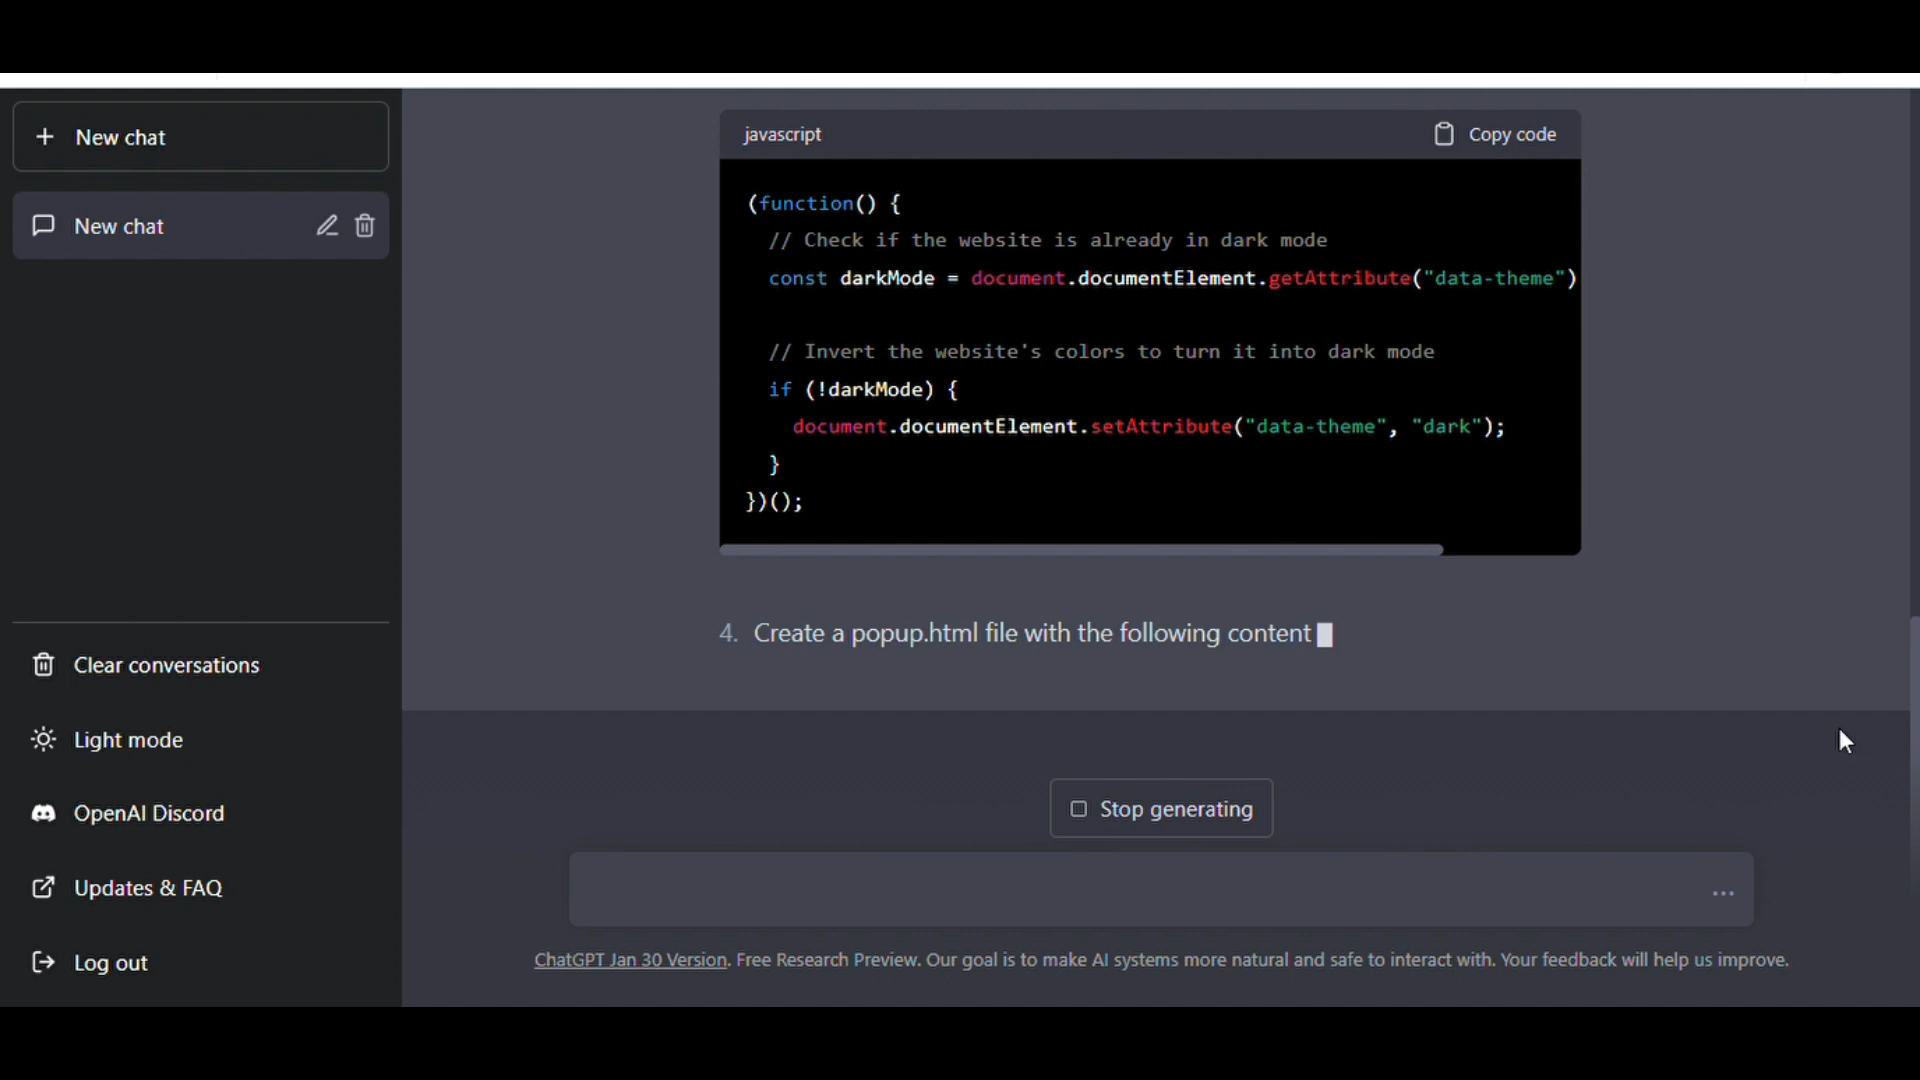 New chat
New chat
Clear conversations
Light mode
OpenAI Discord
Updates & FAQ
Log out
javascript
Copy code
(function() {
// Check if the website is already in dark mode
const darkMode = document.documentElement.getAttribute("data-theme")
// Invert the website's colors to turn it into dark mode
if (!darkMode) {
document.documentElement.setAttribute("data-theme", "dark");
}
})();
4. Create a popup.html file with the following content
Stop generating
ChatGPT Jan 30 Version. Free Research Preview. Our goal is to make AI systems more natural and safe to interact with. Your feedback will help us improve.